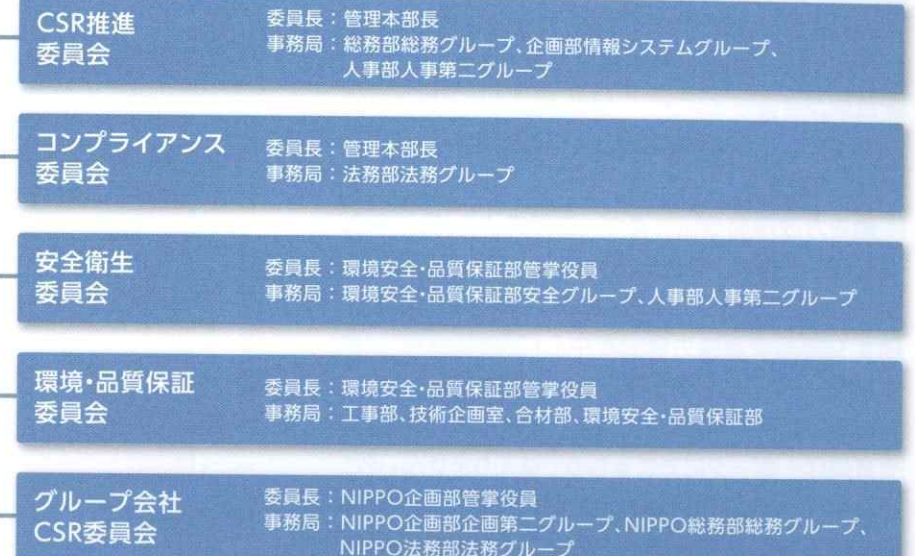 CSR推進
委員会
委員長：管理本部長
事務局：総務部総務グループ、企画部情報システムグループ、
人事部人事第二グループ
コンプライアンス
委員会
委員長：管理本部長
事務局：法務部法務グループ
安全衛生
委員会
委員長：環境安全・品質保証部管掌役員
事務局：環境安全・品質保証部安全グループ、人事部人事第二グループ
環境・品質保証
委員会
委員長：環境安全・品質保証部管掌役員
事務局：工事部、技術企画室、合材部、環境安全・品質保証部
グループ会社
CSR委員会
委員長：NIPPO企画部管掌役員
事務局：NIPPO企画部企画第二グループ、NIPPO総務部総務グループ、
NIPPO法務部法務グループ